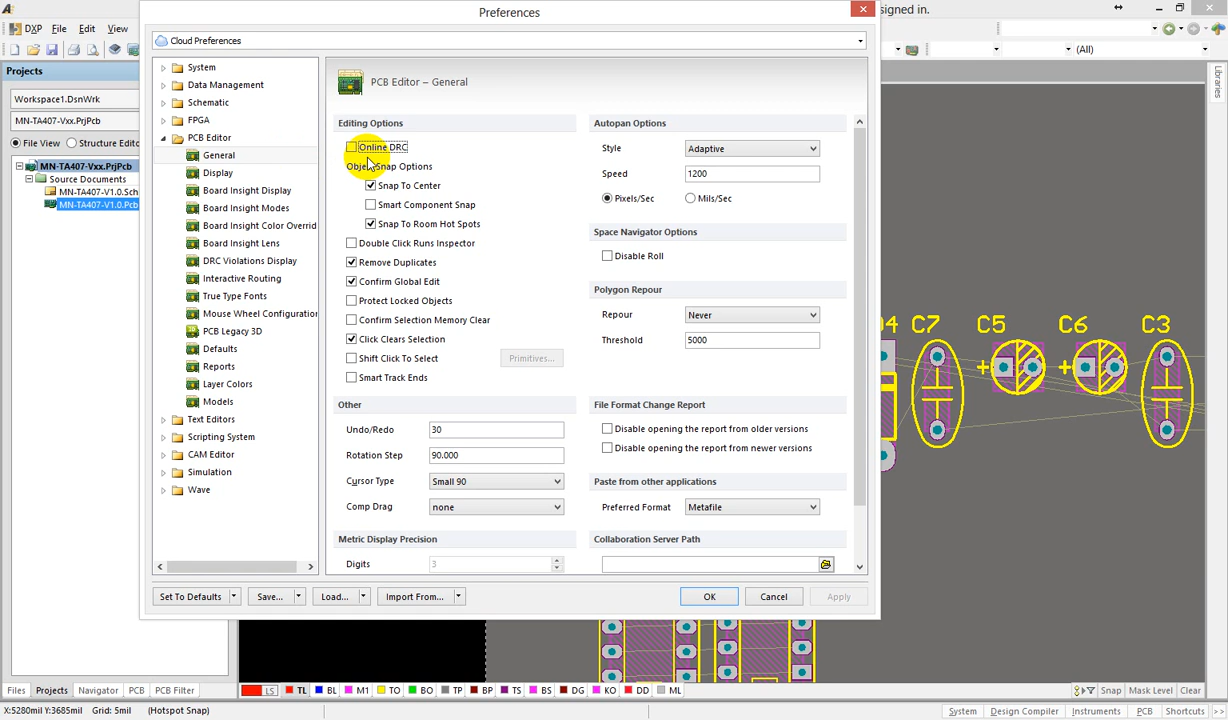 Preferences
igned in.
DXP File Edit View
(All)
Projects
Workspace1.DsnWrk
MN-TA407-Vxx.PrjPcb
File View Structure Edito
MN-TA407-Vxx.PrjPcb
Source Documents
MN-TA407-V1.0.Sch
MN-TA407-V1.0.Pcb
Cloud Preferences
System
Data Management
Schematic
FPGA
PCB Editor
General
Display
Board Insight Display
Board Insight Modes
Board Insight Color Overrid
Board Insight Lens
DRC Violations Display
Interactive Routing
True Type Fonts
Mouse Wheel Configuration
PCB Legacy 3D
Defaults
Reports
Layer Colors
Models
Text Editors
Scripting System
CAM Editor
Simulation
Wave
PCB Editor – General
Editing Options
Online DRC
Object Snap Options
Snap To Center
Smart Component Snap
Snap To Room Hot Spots
Double Click Runs Inspector
Remove Duplicates
Confirm Global Edit
Protect Locked Objects
Confirm Selection Memory Clear
Click Clears Selection
Shift Click To Select Primitives...
Smart Track Ends
Other
Undo/Redo 30
Rotation Step 90.000
Cursor Type Small 90
Comp Drag none
Metric Display Precision
Digits 3
Autopan Options
Style Adaptive
Speed 1200
Pixels/Sec Mils/Sec
Space Navigator Options
Disable Roll
Polygon Repour
Repour Never
Threshold 5000
File Format Change Report
Disable opening the report from older versions
Disable opening the report from newer versions
Paste from other applications
Preferred Format Metafile
Collaboration Server Path
Set To Defaults Save... Load... Import From... OK Cancel Apply
Libraries
4 C7 C5 C6 C3
+ +
Files Projects Navigator PCB PCB Filter
LS TL BL M1 TO BO TP BP TS BS DG KO DD ML Snap Mask Level Clear
X:5280mil Y:3685mil Grid: 5mil (Hotspot Snap)
System Design Compiler Instruments PCB Shortcuts >>